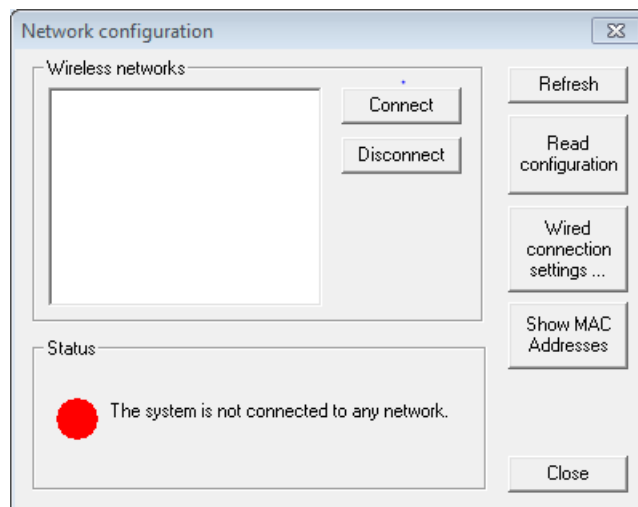 Network configuration
Wireless networks
Connect
Disconnect
Refresh
Read
configuration
Wired
connection
settings ...
Show MAC
Addresses
Status
The system is not connected to any network.
Close